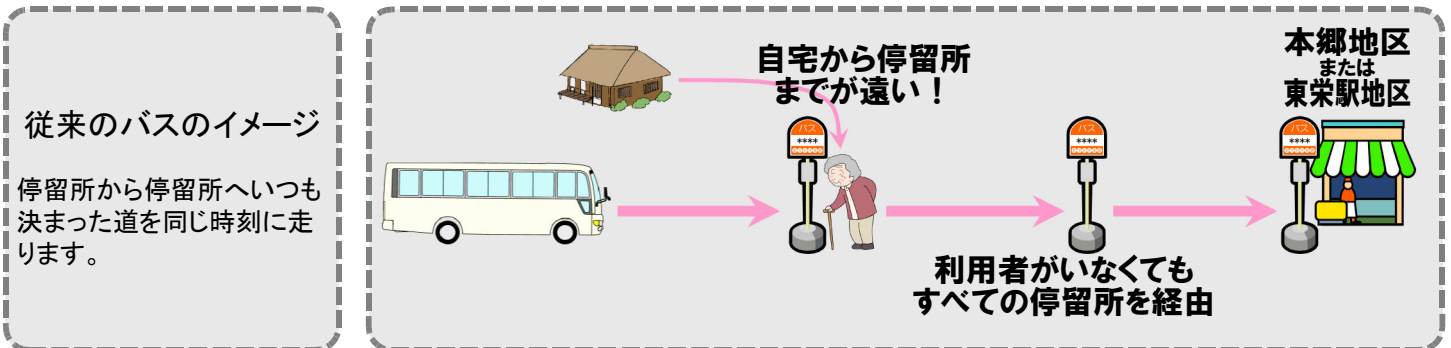 従来のバスのイメージ
停留所から停留所へいつも
決まった道を同じ時刻に走
ります。
自宅から停留所
までが遠い！
本郷地区
または
東栄駅地区
バス
****
バス
****
バス
****
利用者がいなくても
すべての停留所を経由